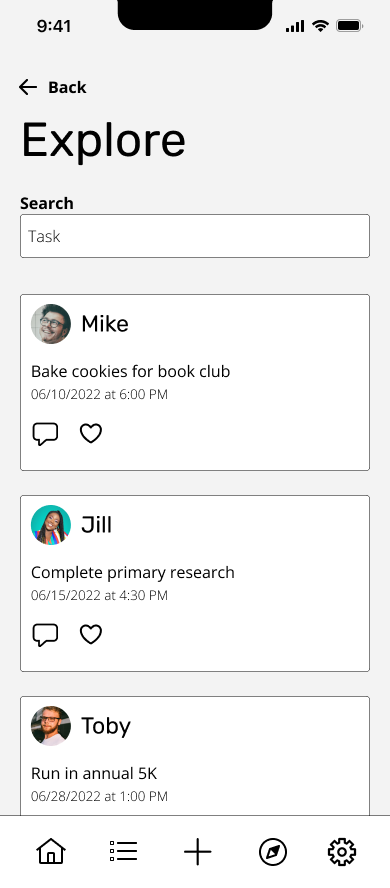 9:41
Back
Explore
Search
Task
Mike
Bake cookies for book club
06/10/2022 at 6:00 PM
Jill
Complete primary research
06/15/2022 at 4:30 PM
Toby
Run in annual 5K
06/28/2022 at 1:00 PM